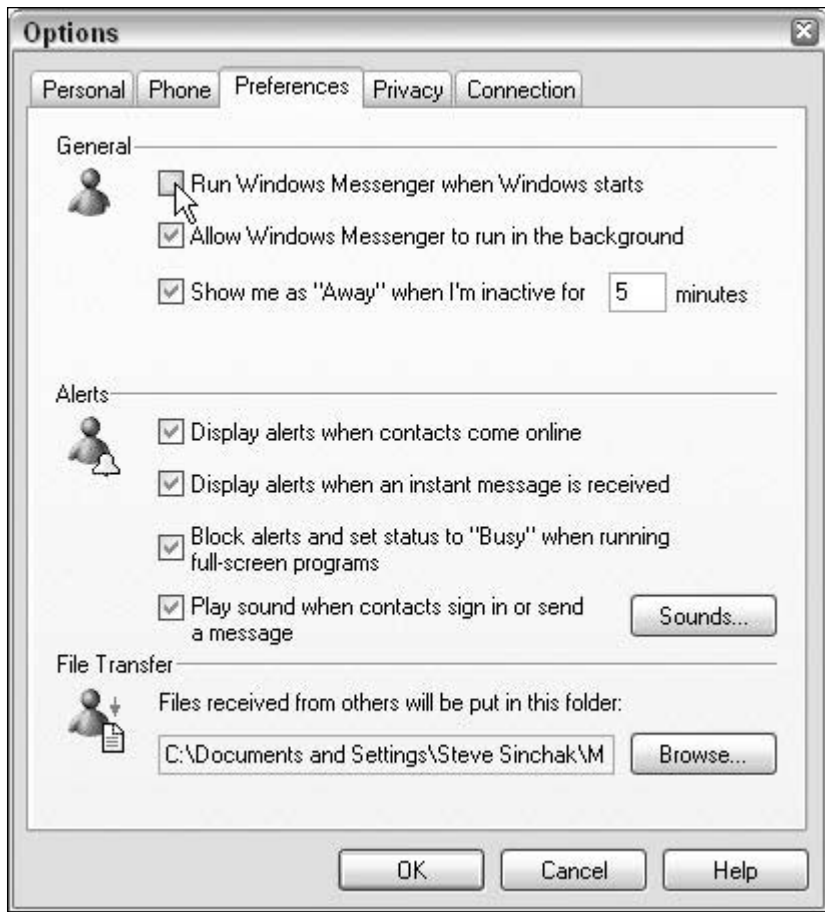 Options
Personal Phone Preferences Privacy Connection
General
Run Windows Messenger when Windows starts
Allow Windows Messenger to run in the background
Show me as "Away" when I'm inactive for 5 minutes
Alerts
Display alerts when contacts come online
Display alerts when an instant message is received
Block alerts and set status to "Busy" when running
full-screen programs
Play sound when contacts sign in or send
a message
Sounds...
File Transfer
Files received from others will be put in this folder:
C:\Documents and Settings\Steve Sinchak\M Browse...
OK Cancel Help